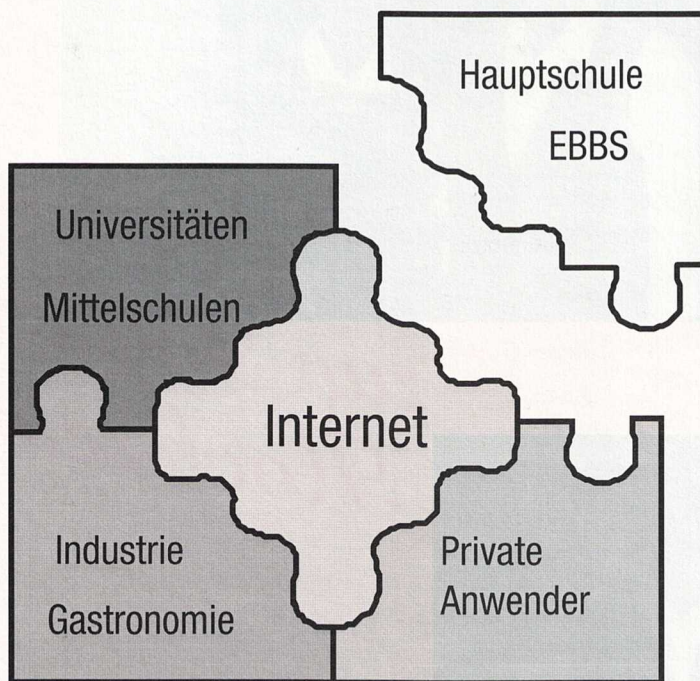 Hauptschule
EBBS
Universitäten
Mittelschulen
Internet
Industrie
Gastronomie
Private
Anwender